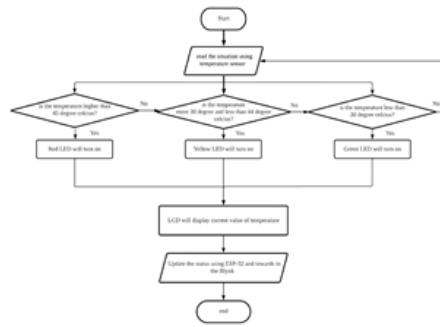 Start
read the situation using
temperature sensor
is the temperature higher than
45 degree celcius?
No
is the temperature
more 30 degree and less than 44 degree
celcius?
No
is the temperature less than
30 degree celcius?
No
Yes
Yes
Yes
Red LED will turn on
Yellow LED will turn on
Green LED will turn on
LCD will display current value of temperature
Update the status using ESP-32 and towards to
the Blynk
end